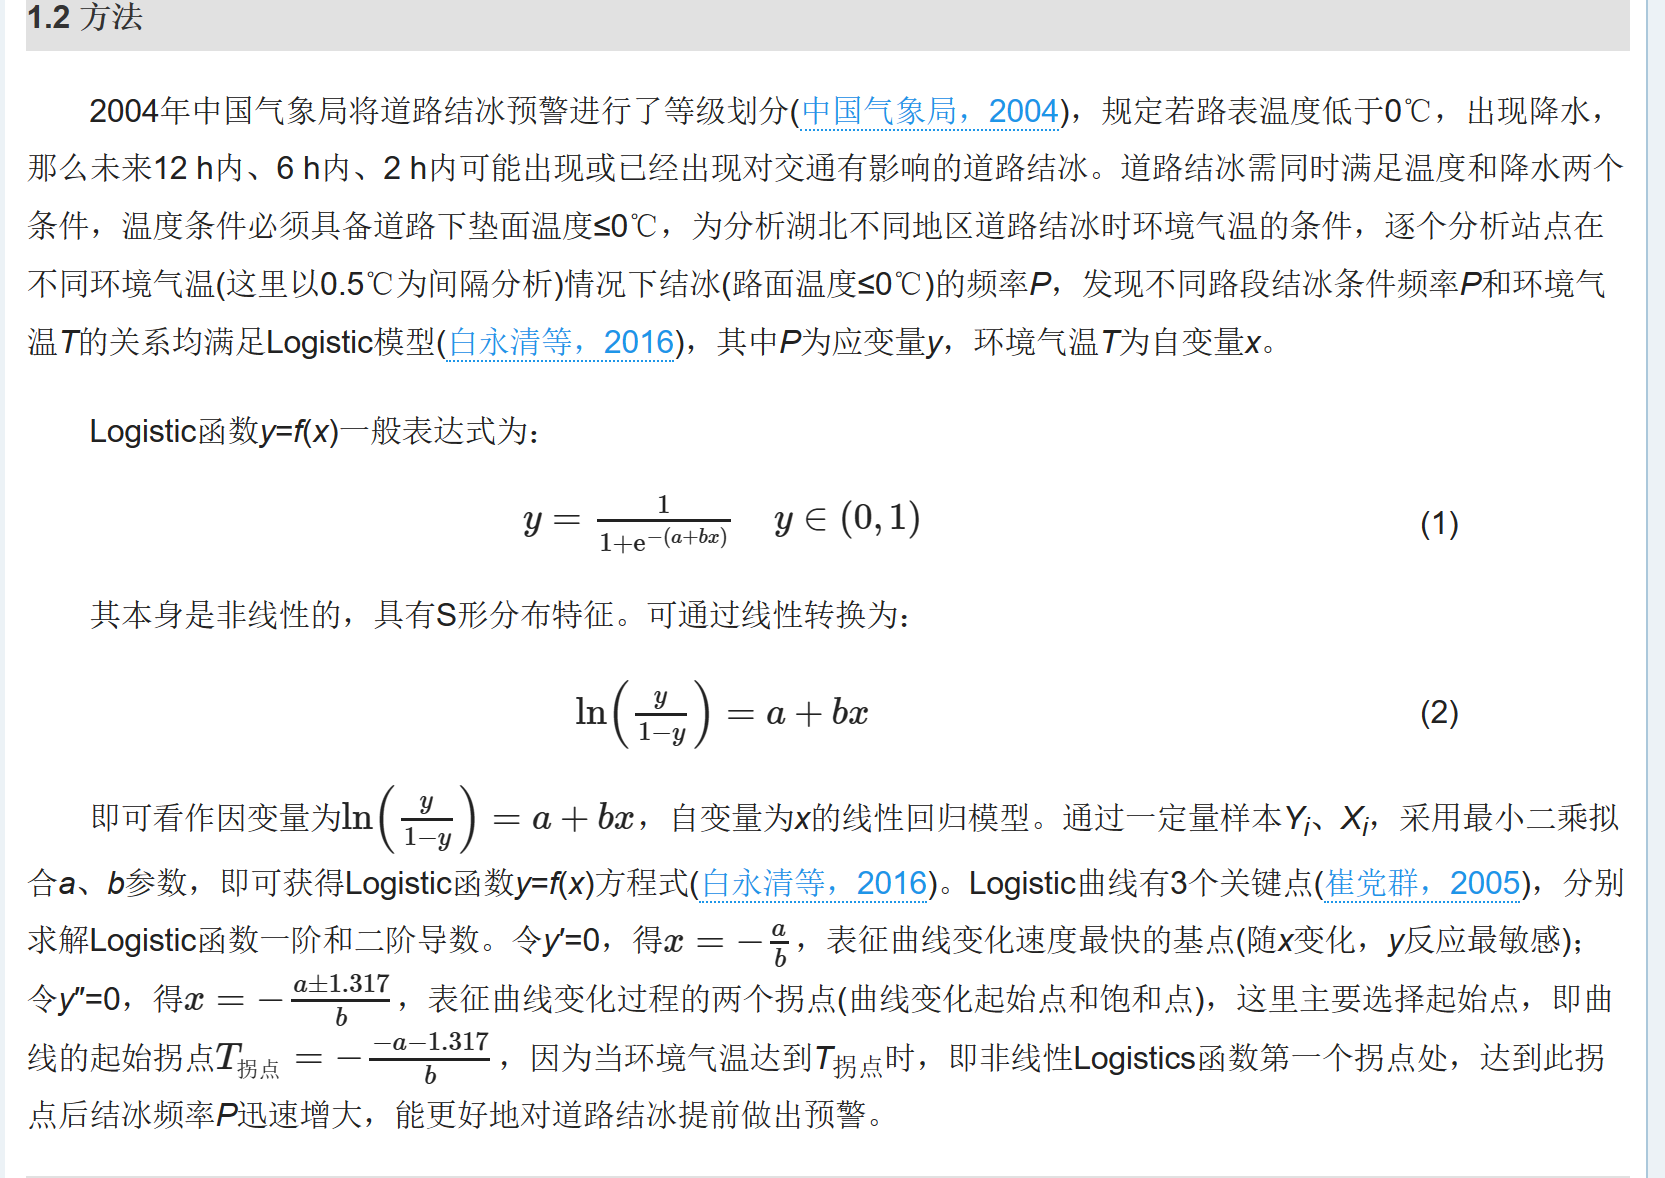 1.2 方法
2004年中国气象局将道路结冰预警进行了等级划分(中国气象局，2004)，规定若路表温度低于0℃，出现降水，
那么未来12 h内、6 h内、2 h内可能出现或已经出现对交通有影响的道路结冰。道路结冰需同时满足温度和降水两个
条件，温度条件必须具备道路下垫面温度≤0℃，为分析湖北不同地区道路结冰时环境气温的条件，逐个分析站点在
不同环境气温(这里以0.5℃为间隔分析)情况下结冰(路面温度≤0℃)的频率P，发现不同路段结冰条件频率P和环境气
温T的关系均满足Logistic模型(白永清等，2016)，其中P为应变量y，环境气温T为自变量x。
Logistic函数y=f(x)一般表达式为：
y = \frac{1}{1+e^{-(a+bx)}} y ∈ (0, 1) (1)
其本身是非线性的，具有S形分布特征。可通过线性转换为：
ln(\frac{y}{1-y}) = a + bx (2)
即可看作因变量为ln(\frac{y}{1-y}) = a + bx，自变量为x的线性回归模型。通过一定量样本Y_i、X_i，采用最小二乘拟
合a、b参数，即可获得Logistic函数y=f(x)方程式(白永清等，2016)。Logistic曲线有3个关键点(崔党群，2005)，分别
求解Logistic函数一阶和二阶导数。令y′=0，得x = -\frac{a}{b}，表征曲线变化速度最快的基点(随x变化，y反应最敏感)；
令y″=0，得x = -\frac{a±1.317}{b}，表征曲线变化过程的两个拐点(曲线变化起始点和饱和点)，这里主要选择起始点，即曲
线的起始拐点T_{拐点} = -\frac{-a-1.317}{b}，因为当环境气温达到T_{拐点}时，即非线性Logistics函数第一个拐点处，达到此拐
点后结冰频率P迅速增大，能更好地对道路结冰提前做出预警。